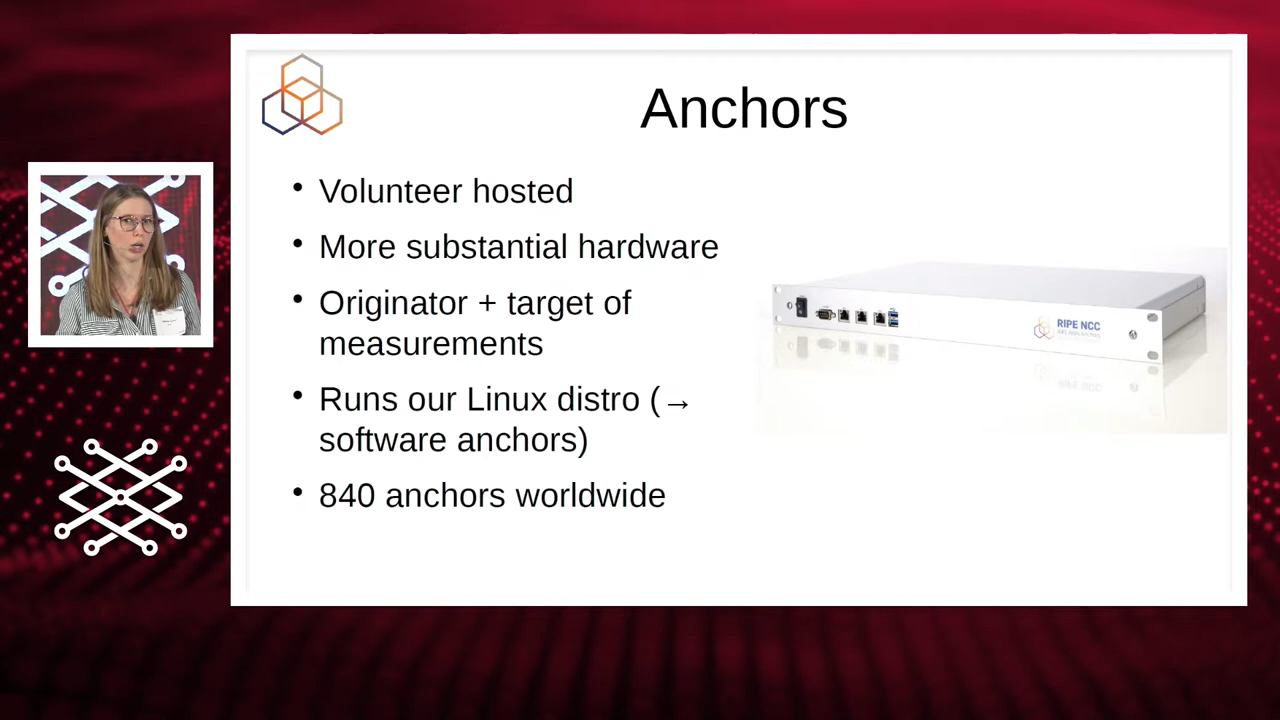 Anchors
• Volunteer hosted
• More substantial hardware
• Originator + target of
measurements
• Runs our Linux distro (→
software anchors)
• 840 anchors worldwide
RIPE NCC